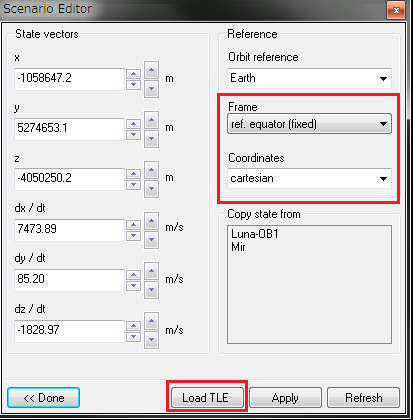 Scenario Editor
State vectors
x
-1058647.2
m
y
5274653.1
m
z
-4050250.2
m
dx / dt
7473.89
m/s
dy / dt
85.20
m/s
dz / dt
-1828.97
m/s
Reference
Orbit reference
Earth
Frame
ref. equator (fixed)
Coordinates
cartesian
Copy state from
Luna-OB1
Mir
<< Done
Load TLE
Apply
Refresh